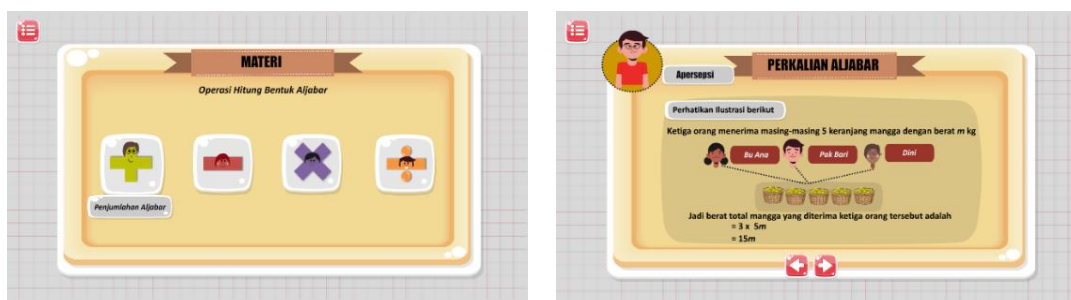 MATERI
Operasi Hitung Bentuk Aljabar
Penjumlahan Aljabar
PERKALIAN ALJABAR
Apersepsi
Perhatikan Ilustrasi berikut
Ketiga orang menerima masing-masing 5 keranjang mangga dengan berat m kg
Bu Ana
Pak Bari
Dini
Jadi berat total mangga yang diterima ketiga orang tersebut adalah
= 3 x 5m
= 15m